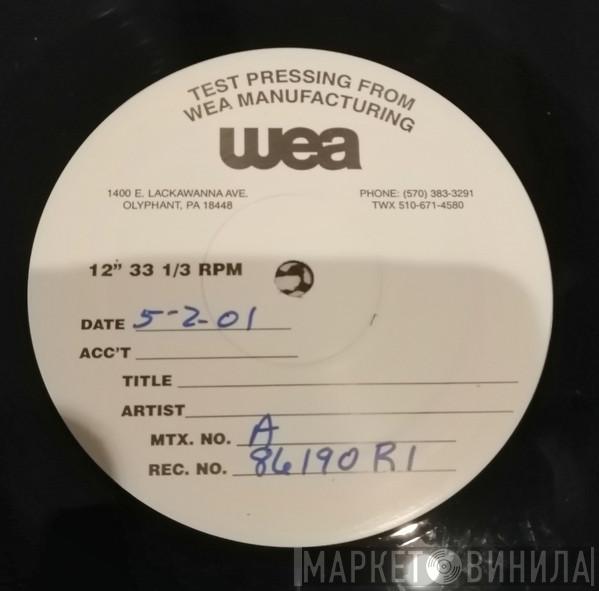 TEST PRESSING FROM
WEA MANUFACTURING
wea
1400 E. LACKAWANNA AVE.
OLYPHANT, PA 18448
PHONE: (570) 383-3291
TWX 510-671-4580
12" 33 1/3 RPM
DATE 5-2-01
ACC'T
TITLE
ARTIST
MTX. NO. A
REC. NO. 86190 R1
МАРКЕТ ВИНИЛА